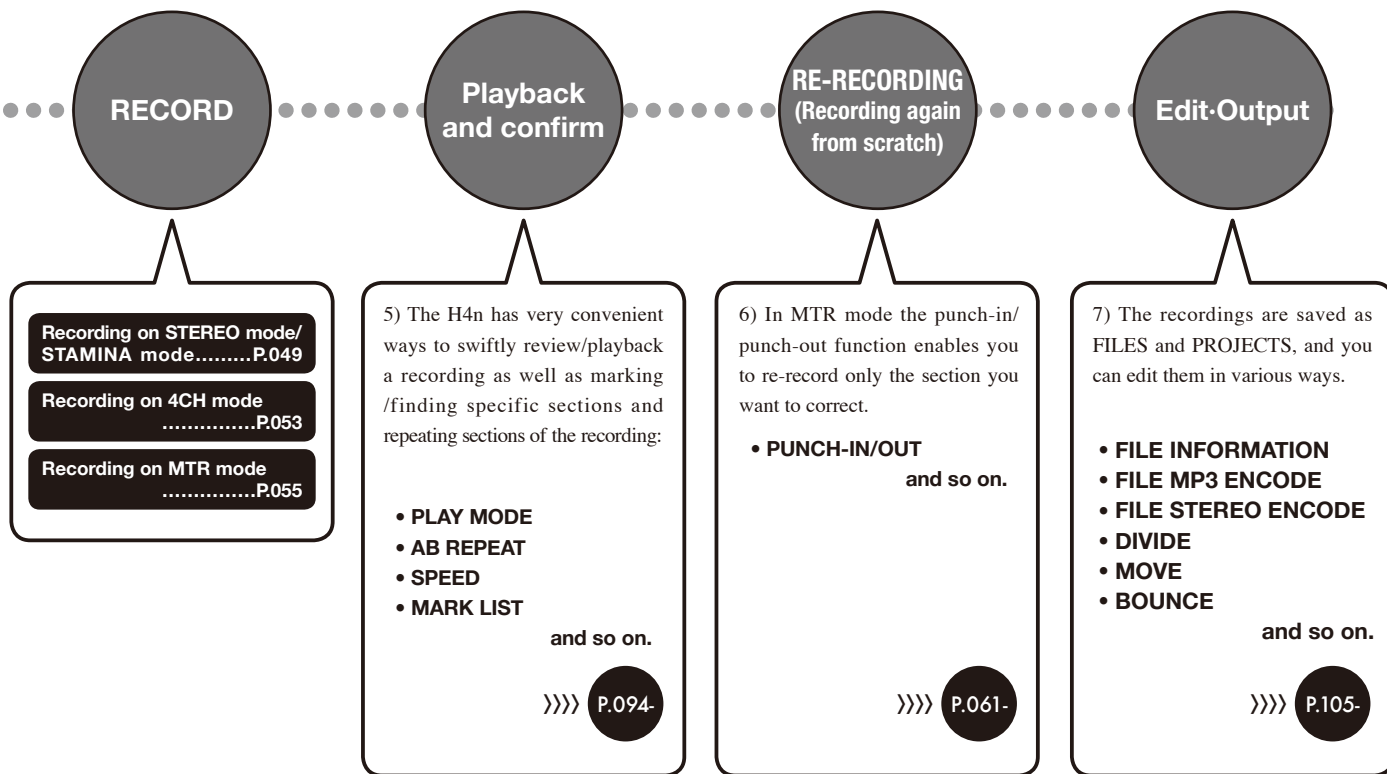 RECORD
Recording on STEREO mode/
STAMINA mode.........P.049
Recording on 4CH mode
...............P.053
Recording on MTR mode
...............P.055
Playback
and confirm
5) The H4n has very convenient
ways to swiftly review/playback
a recording as well as marking
/finding specific sections and
repeating sections of the recording:
• PLAY MODE
• AB REPEAT
• SPEED
• MARK LIST
and so on.
〉〉〉〉 P.094-
RE-RECORDING
(Recording again
from scratch)
6) In MTR mode the punch-in/
punch-out function enables you
to re-record only the section you
want to correct.
• PUNCH-IN/OUT
and so on.
〉〉〉〉 P.061-
Edit·Output
7) The recordings are saved as
FILES and PROJECTS, and you
can edit them in various ways.
• FILE INFORMATION
• FILE MP3 ENCODE
• FILE STEREO ENCODE
• DIVIDE
• MOVE
• BOUNCE
and so on.
〉〉〉〉 P.105-